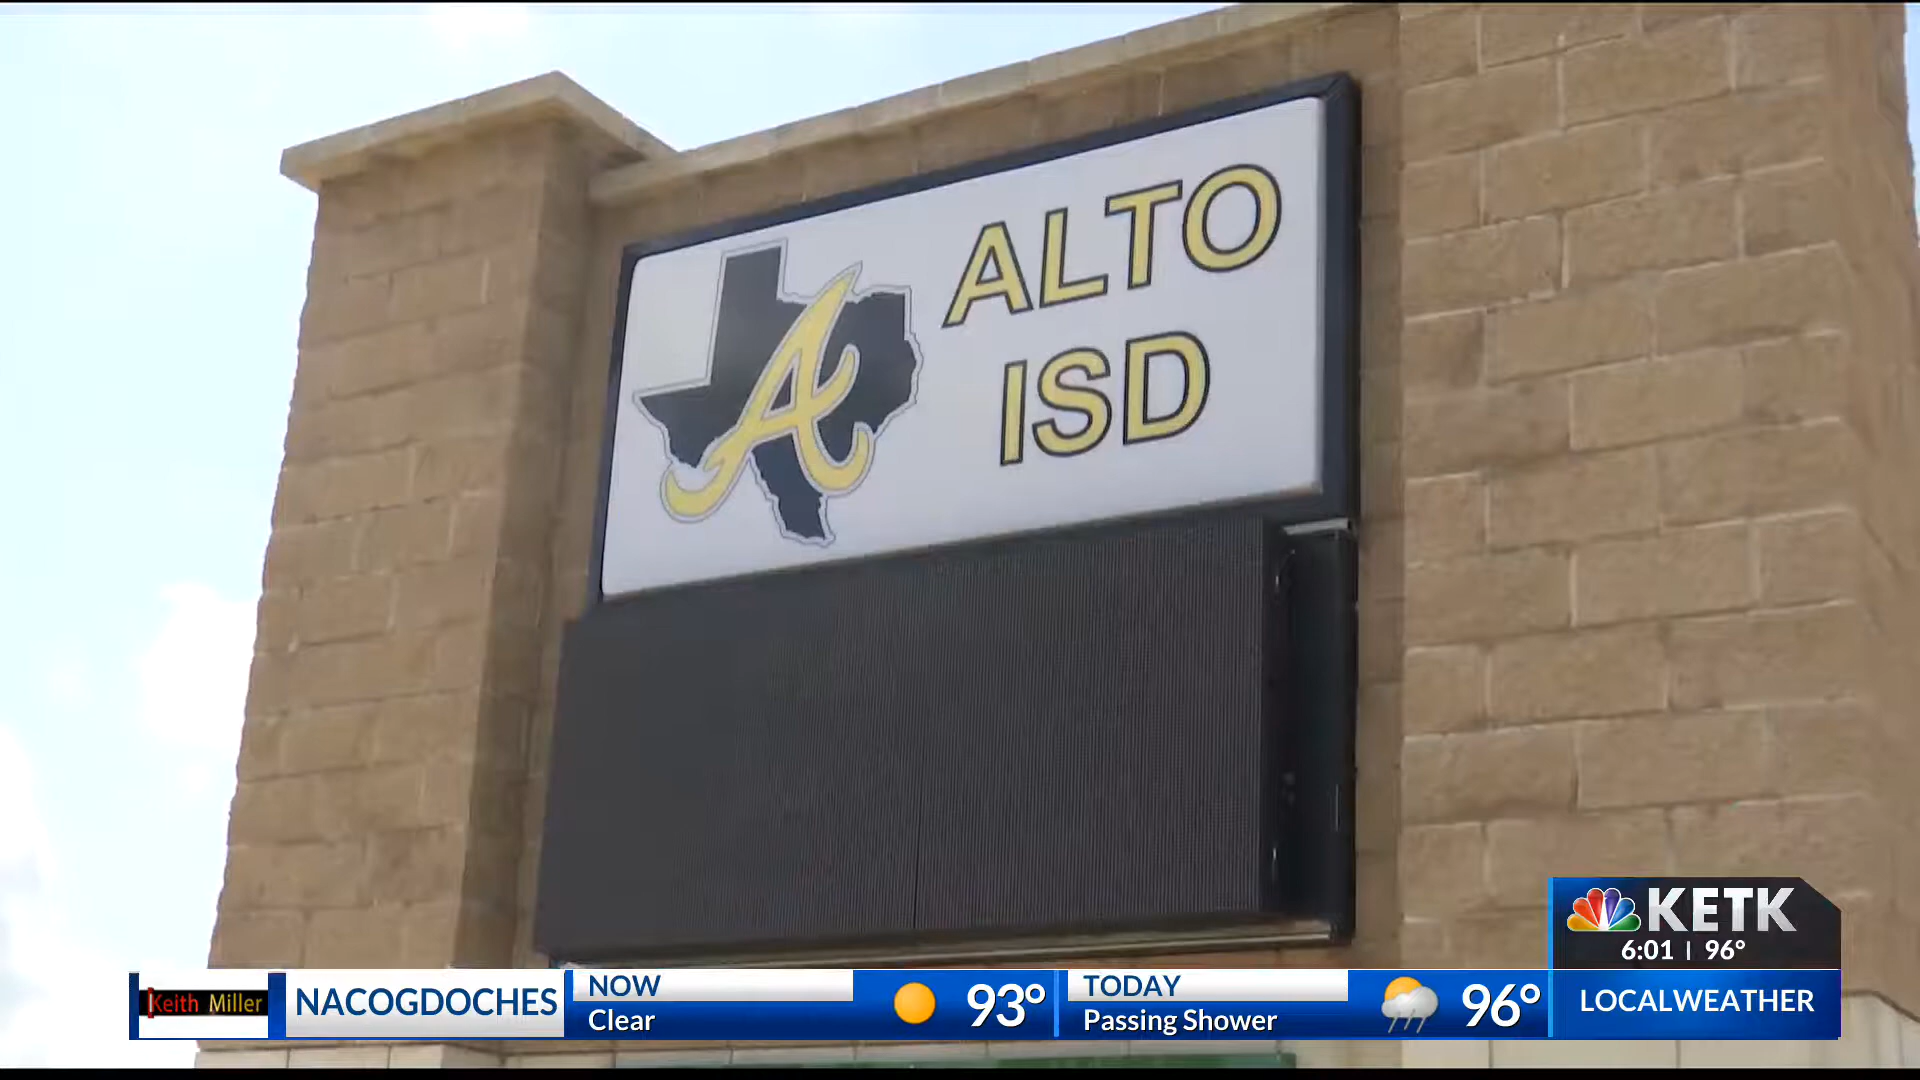 ALTO
ISD
A
KETK
6:01 | 96°
Keith Miller
NACOGDOCHES
NOW
Clear
93°
TODAY
Passing Shower
96°
LOCALWEATHER